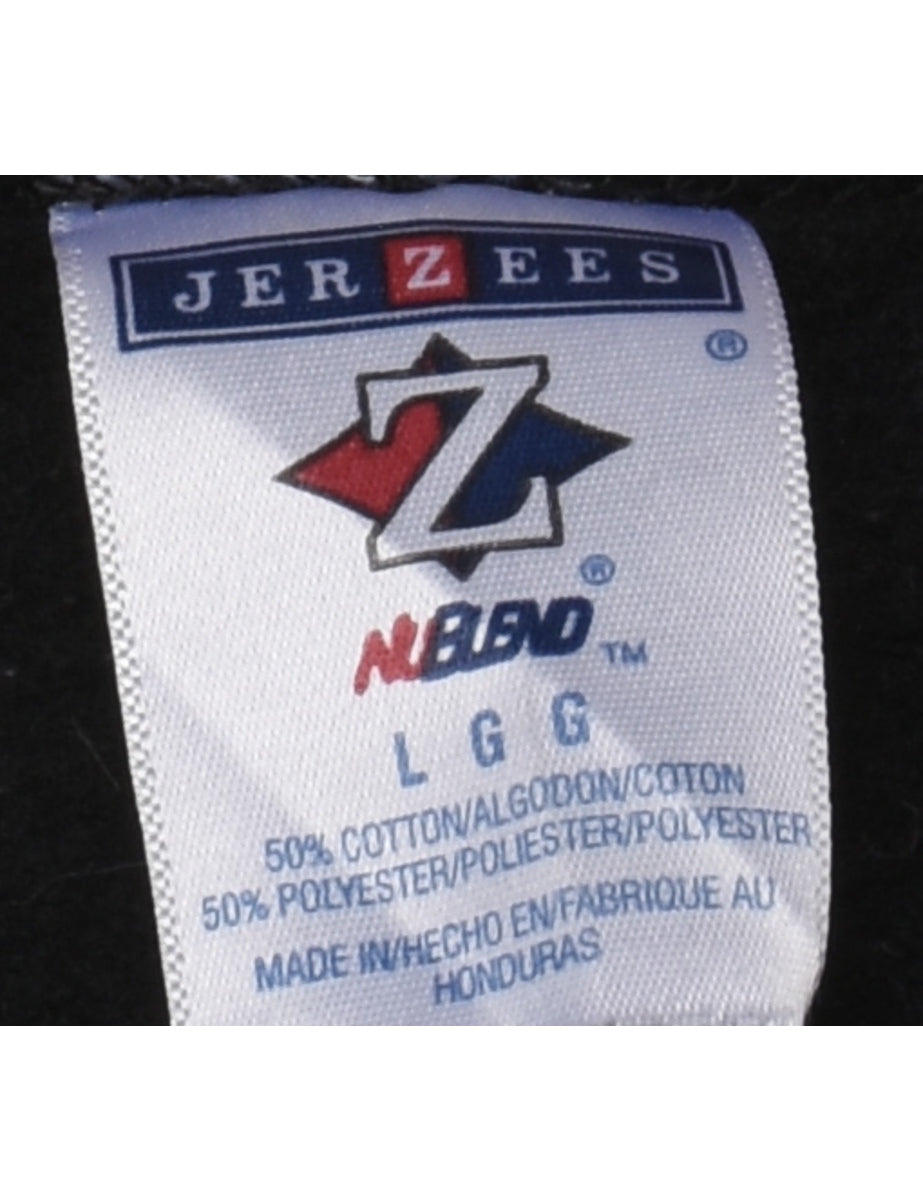 JERZEES
®
Z
®
NUBLEND ™
L G G
50% COTTON/ALGODON/COTON
50% POLYESTER/POLIESTER/POLYESTER
MADE IN/HECHO EN/FABRIQUE AU
HONDURAS